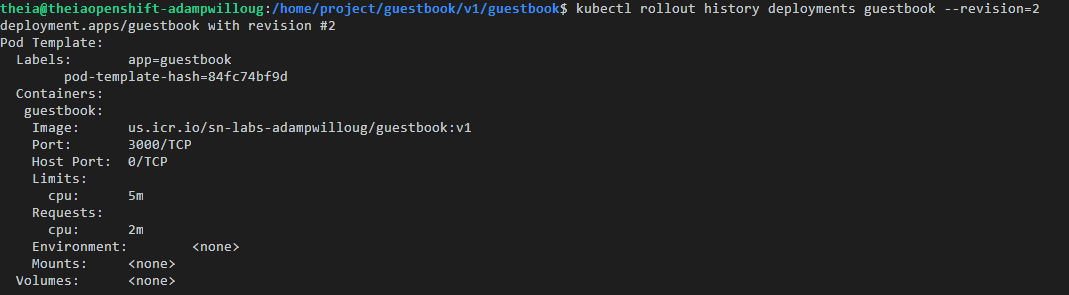 theia@theiaopenshift-adampwilloug:/home/project/guestbook/v1/guestbook$ kubectl rollout history deployments guestbook --revision=2
deployment.apps/guestbook with revision #2
Pod Template:
  Labels:       app=guestbook
        pod-template-hash=84fc74bf9d
  Containers:
   guestbook:
    Image:      us.icr.io/sn-labs-adampwilloug/guestbook:v1
    Port:       3000/TCP
    Host Port:  0/TCP
    Limits:
      cpu:      5m
    Requests:
      cpu:      2m
    Environment:        <none>
    Mounts:     <none>
  Volumes:      <none>